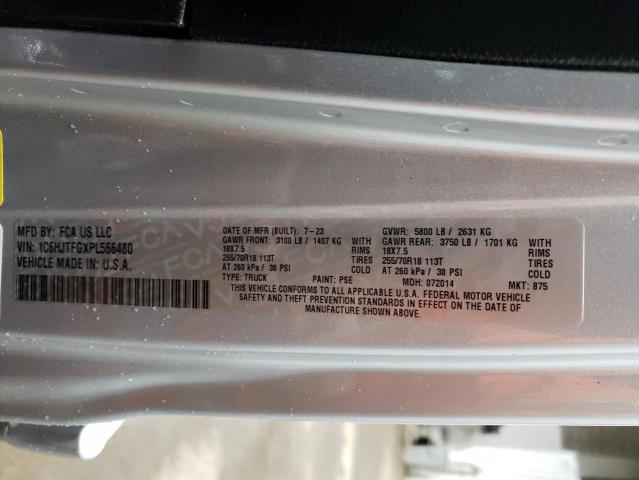 MFD BY: FCA US LLC
VIN: 1C6HJTFGXPL566480
VEHICLE MADE IN U.S.A.
DATE OF MFR (BUILT): 7-23
GVWR: 5800 LB / 2631 KG
GAWR FRONT: 3100 LB / 1407 KG WITH
18X7.5 RIMS
255/70R18 113T TIRES
AT 260 kPa / 38 PSI COLD
GAWR REAR: 3750 LB / 1701 KG WITH
18X7.5 RIMS
255/70R18 113T TIRES
AT 260 kPa / 38 PSI COLD
TYPE: TRUCK PAINT: PSE MDH: 072014 MKT: 875
THIS VEHICLE CONFORMS TO ALL APPLICABLE U.S.A. FEDERAL MOTOR VEHICLE
SAFETY AND THEFT PREVENTION STANDARDS IN EFFECT ON THE DATE OF
MANUFACTURE SHOWN ABOVE.